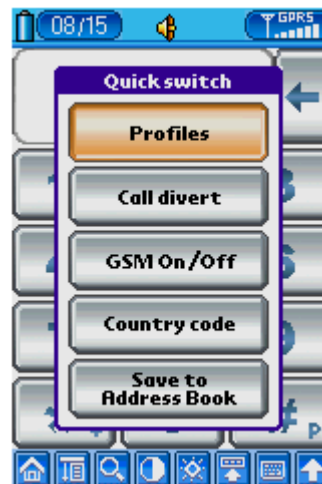 08/15
GPRS
Quick switch
Profiles
Call divert
GSM On/Off
Country code
Save to
Address Book
#
p